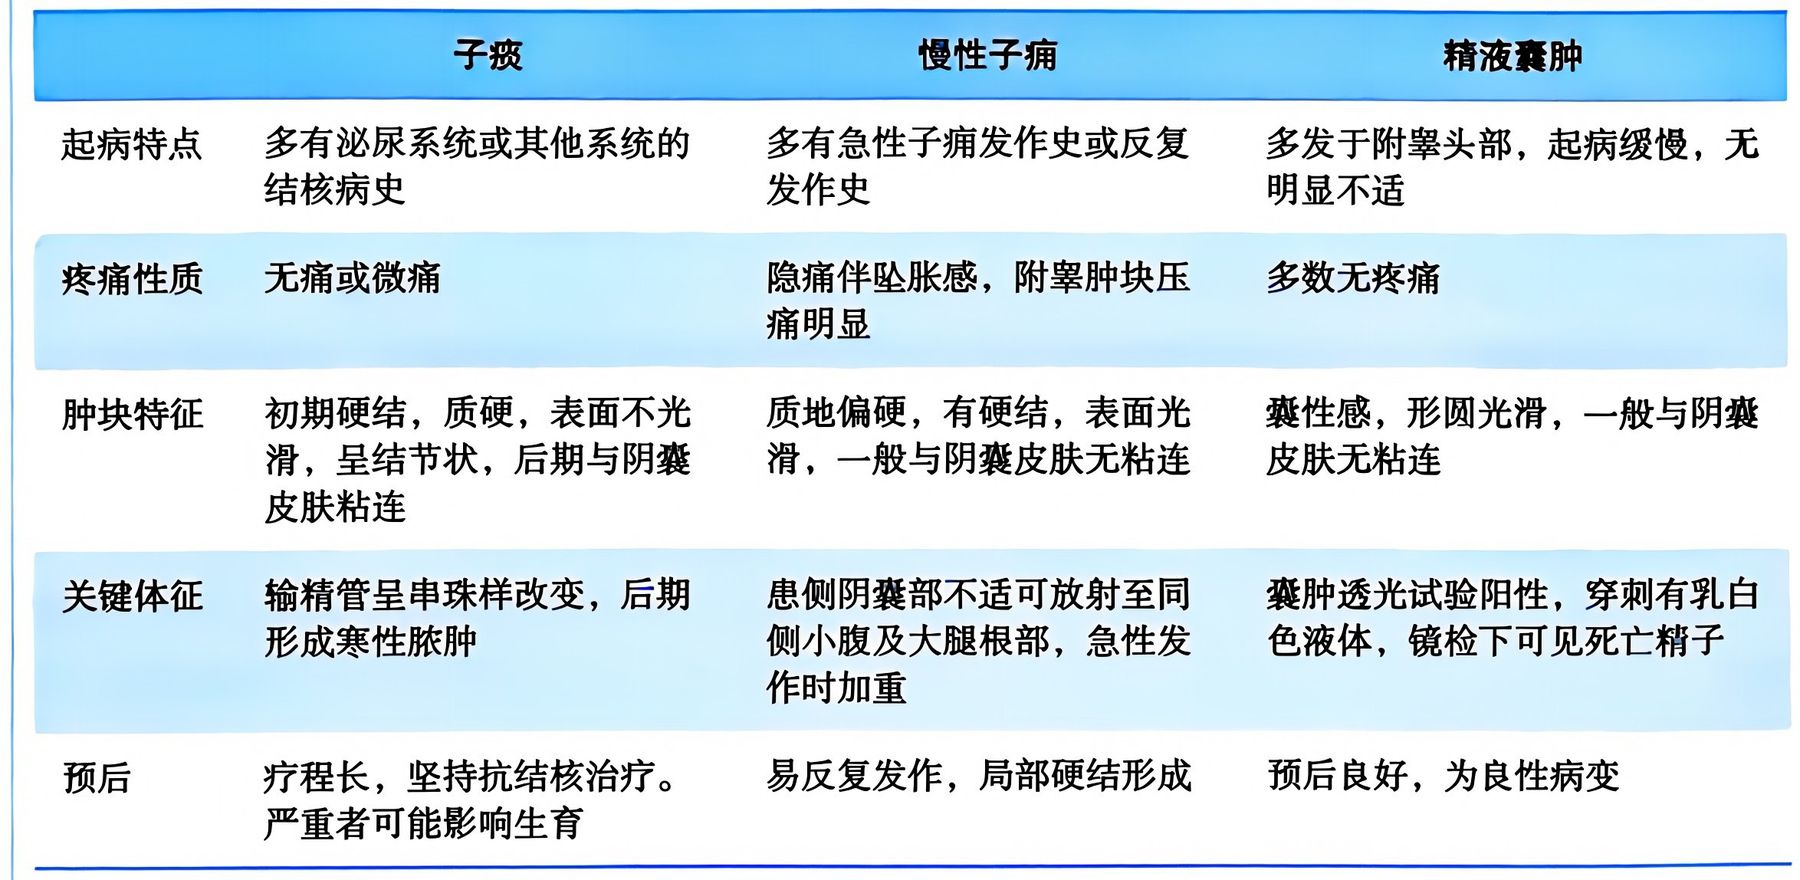 子痰 慢性子痈 精液囊肿
起病特点 多有泌尿系统或其他系统的 多有急性子痈发作史或反复 多发于附睾头部，起病缓慢，无
结核病史 发作史 明显不适
疼痛性质 无痛或微痛 隐痛伴坠胀感，附睾肿块压 多数无疼痛
痛明显
肿块特征 初期硬结，质硬，表面不光 质地偏硬，有硬结，表面光 囊性感，形圆光滑，一般与阴囊
滑，呈结节状，后期与阴囊 滑，一般与阴囊皮肤无粘连 皮肤无粘连
皮肤粘连
关键体征 输精管呈串珠样改变，后期 患侧阴囊部不适可放射至同 囊肿透光试验阳性，穿刺有乳白
形成寒性脓肿 侧小腹及大腿根部，急性发 色液体，镜检下可见死亡精子
作时加重
预后 疗程长，坚持抗结核治疗。 易反复发作，局部硬结形成 预后良好，为良性病变
严重者可能影响生育